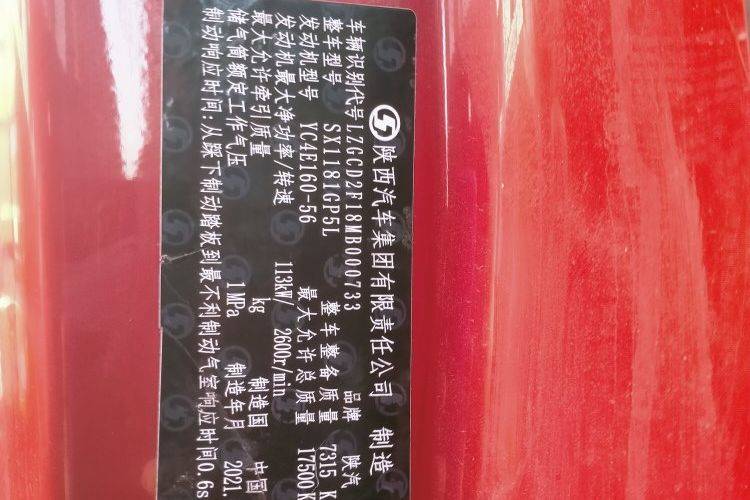 陕西汽车集团有限责任公司 制造
车辆识别代号 LZGCD2F18MB000733 品牌 陕汽
整车型号 SX1181GP5L 整车整备质量 7315 K
发动机型号 YC4E160-56 最大允许总质量 17500 K
发动机最大净功率/转速 113kW/ 2600r/min
最大允许牵引质量 kg 制造国 中国
储气筒额定工作气压 1MPa 制造年月 2021.
制动响应时间:从踩下制动踏板到最不利制动气室响应时间0.6s